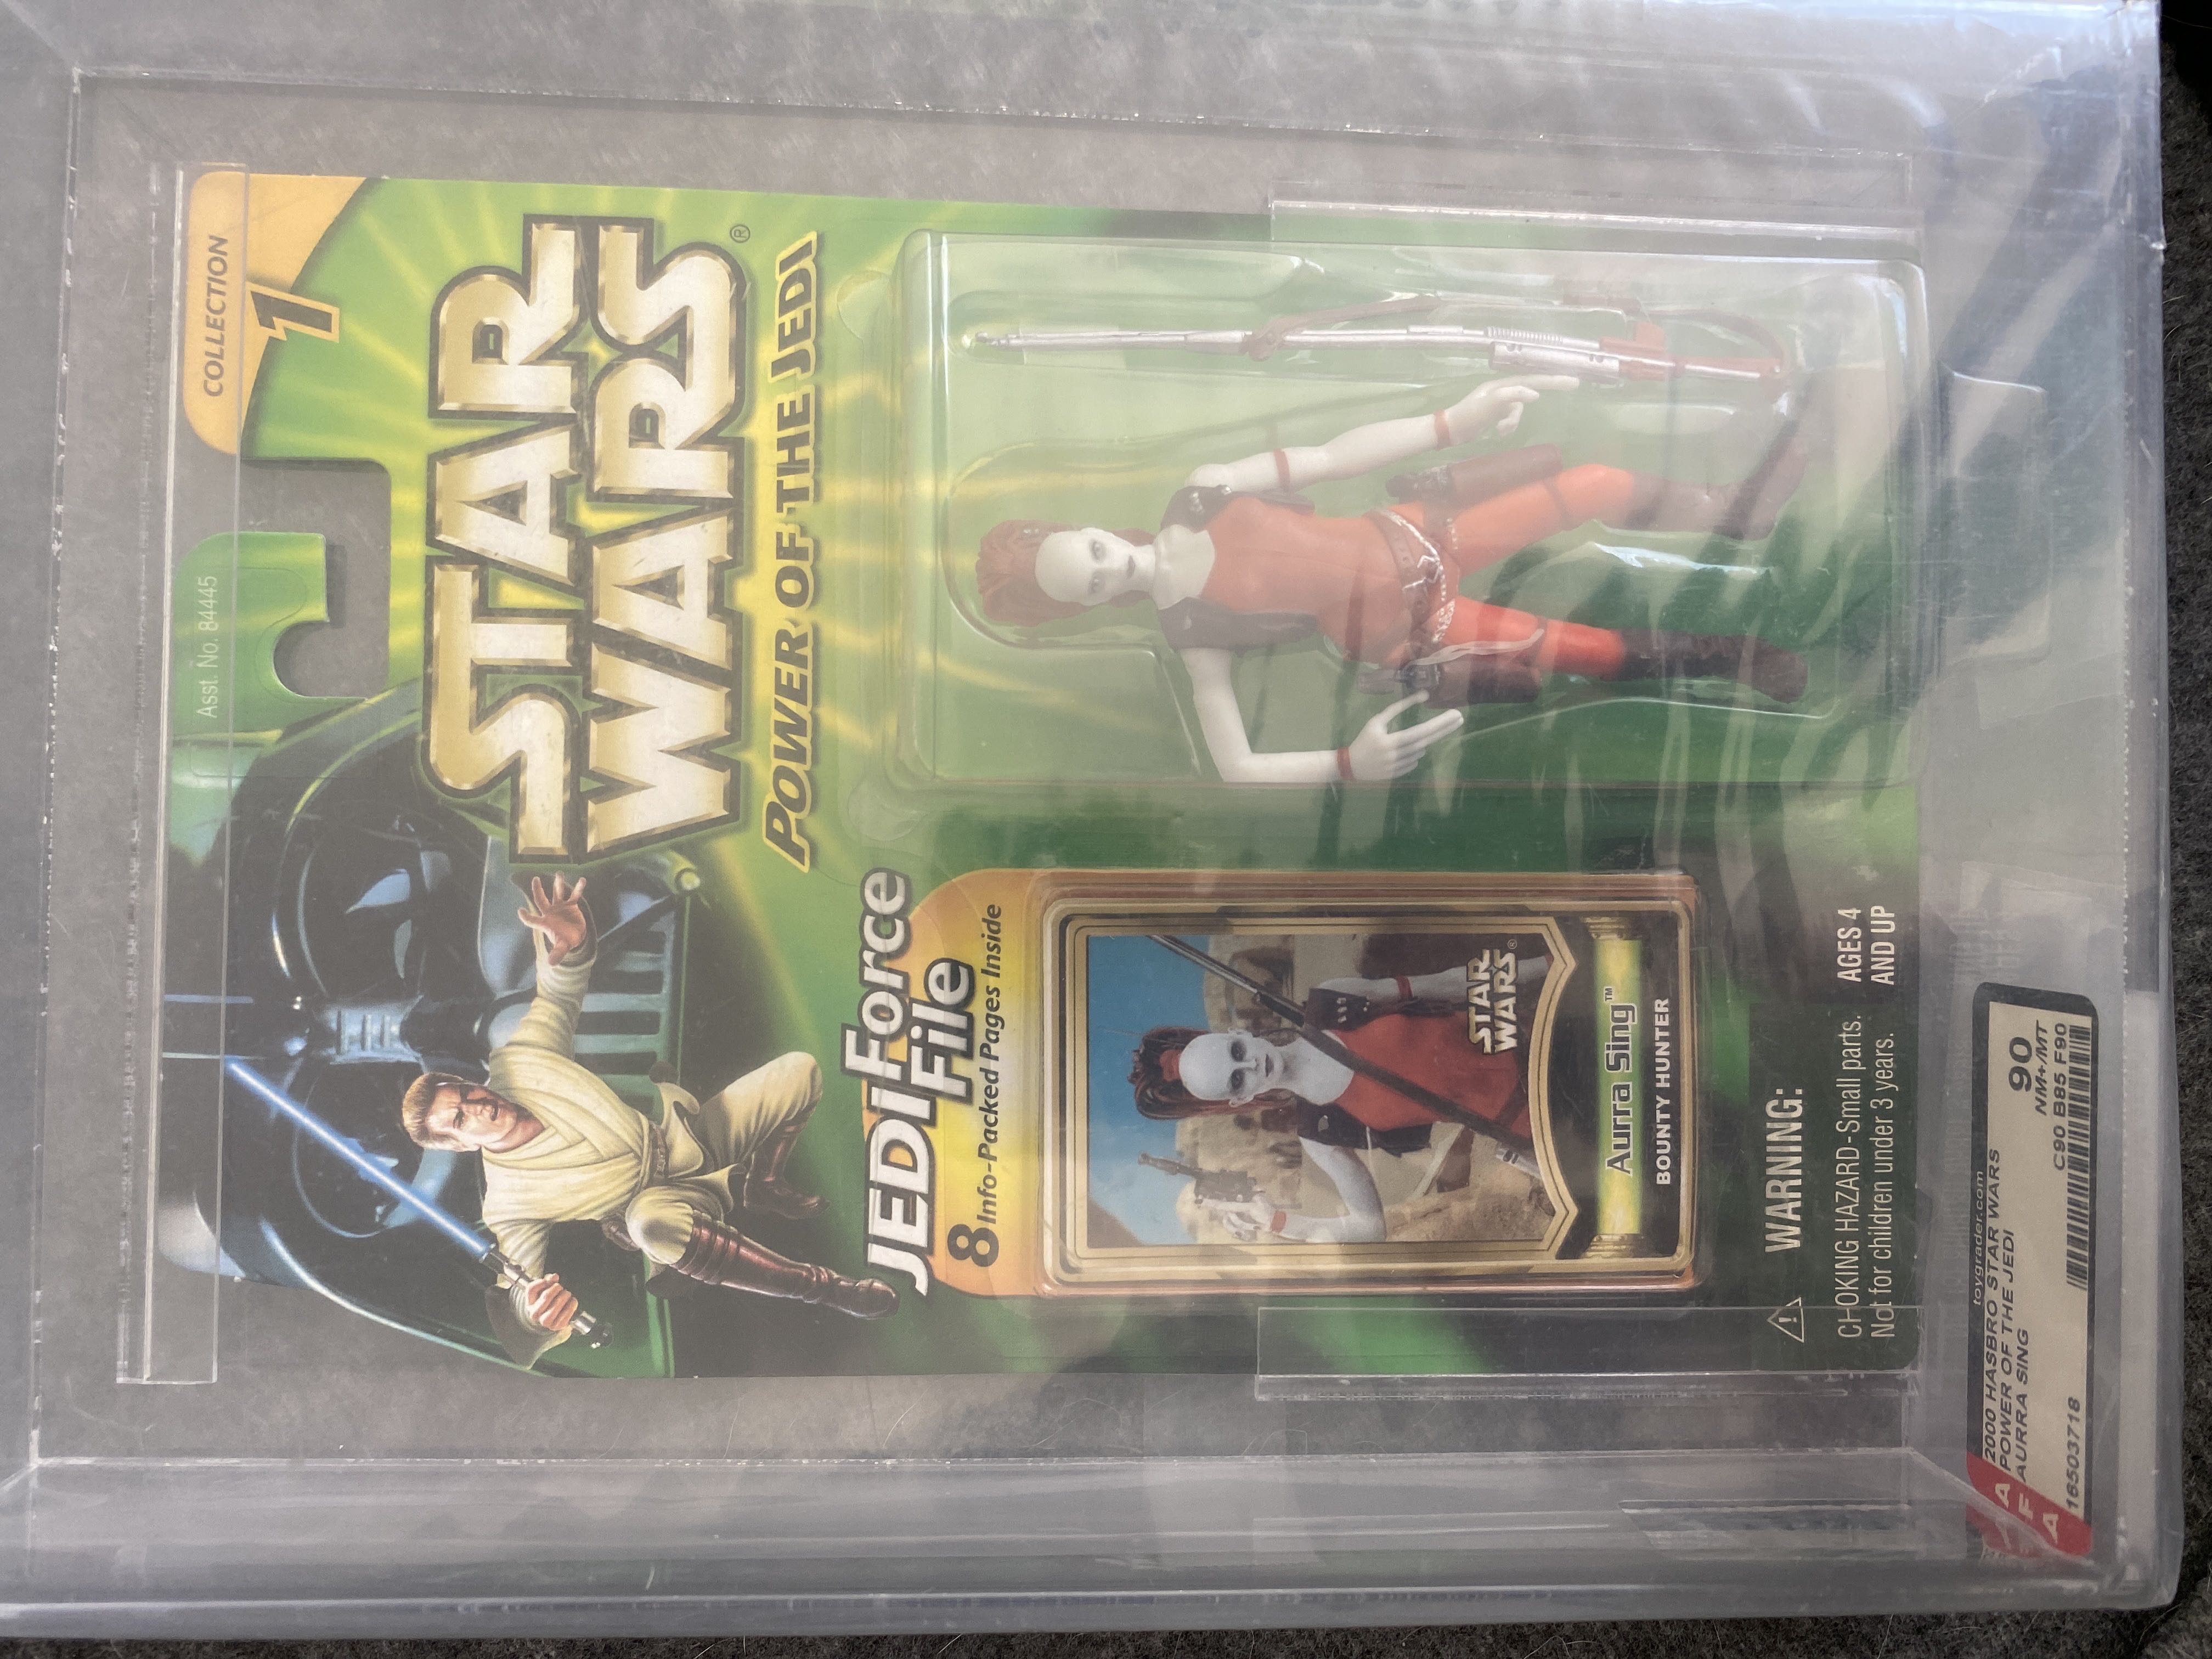 COLLECTION
1
Asst. No. 84445
STAR
WARS®
POWER OF THE JEDI
JEDI Force
File
8 Info-Packed Pages Inside
STAR
WARS®
Aurra Sing™
BOUNTY HUNTER
WARNING:
CHOKING HAZARD-Small parts.
Not for children under 3 years.
AGES 4
AND UP
toygrader.com
2000 HASBRO STAR WARS
POWER OF THE JEDI
AURRA SING
90
NM+/MT
C90 B85 F90
16503718
AFA